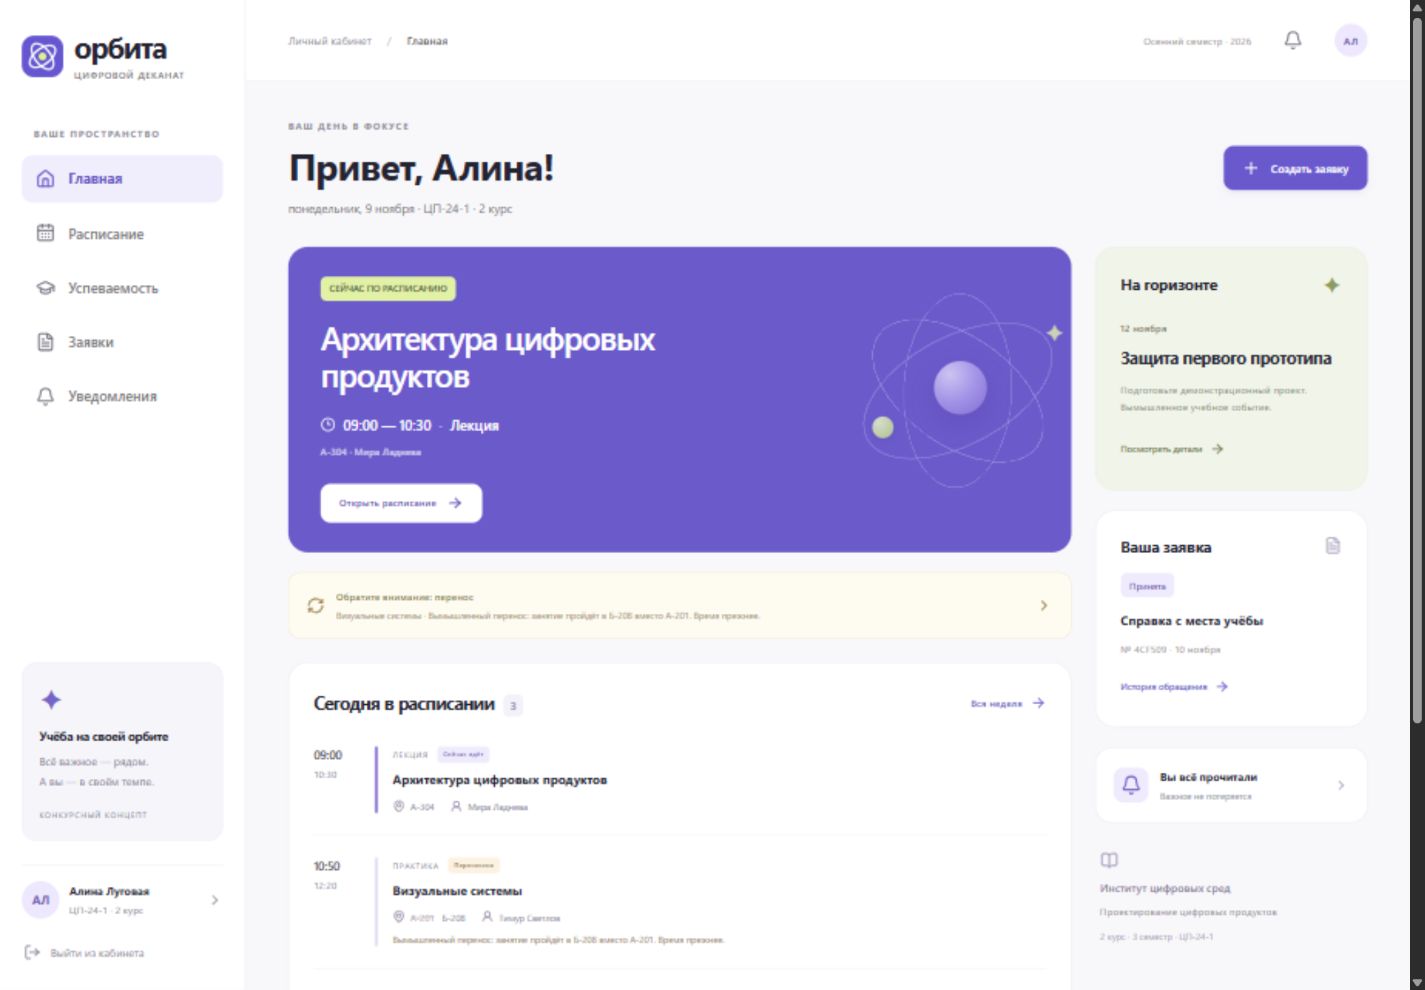 орбита
ЦИФРОВОЙ ДЕКАНАТ
ВАШЕ ПРОСТРАНСТВО
Главная
Расписание
Успеваемость
Заявки
Уведомления
Учёба на своей орбите
Всё важное — рядом.
А вы — в своём темпе.
КОНКУРСНЫЙ КОНЦЕПТ
АЛ
Алина Луговая
ЦП-24-1 · 2 курс
Выйти из кабинета
Личный кабинет / Главная
Осенний семестр · 2026
АЛ
ВАШ ДЕНЬ В ФОКУСЕ
Привет, Алина!
понедельник, 9 ноября · ЦП-24-1 · 2 курс
Создать заявку
СЕЙЧАС ПО РАСПИСАНИЮ
Архитектура цифровых
продуктов
09:00 — 10:30 · Лекция
А-304 · Мира Ладнева
Открыть расписание
Обратите внимание: перенос
Визуальные системы · Вымышленный перенос: занятие пройдёт в Б-208 вместо А-201. Время прежнее.
Сегодня в расписании 3
Вся неделя
09:00
10:30
ЛЕКЦИЯ Сейчас идёт
Архитектура цифровых продуктов
А-304 Мира Ладнева
10:50
12:20
ПРАКТИКА Перенесена
Визуальные системы
А-201 Б-208 Тимур Светлов
Вымышленный перенос: занятие пройдёт в Б-208 вместо А-201. Время прежнее.
На горизонте
12 ноября
Защита первого прототипа
Подготовьте демонстрационный проект.
Вымышленное учебное событие.
Посмотреть детали
Ваша заявка
Принята
Справка с места учёбы
№ 4CF509 · 10 ноября
История обращения
Вы всё прочитали
Важное не потеряется
Институт цифровых сред
Проектирование цифровых продуктов
2 курс · 3 семестр · ЦП-24-1